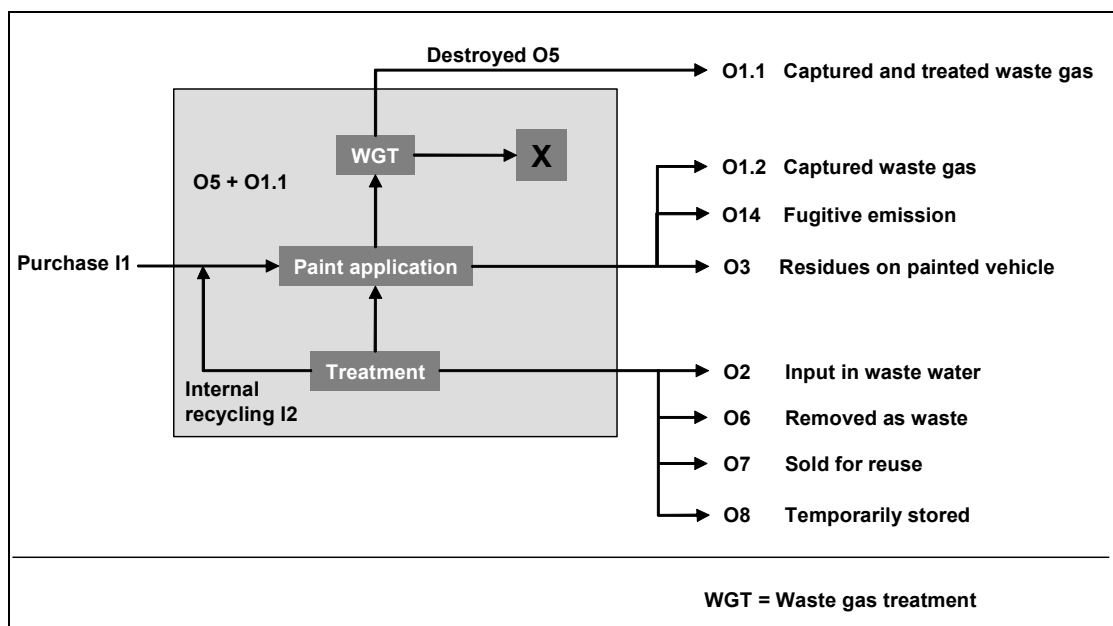 Destroyed O5
O1.1 Captured and treated waste gas
WGT
X
O1.2 Captured waste gas
O5 + O1.1
O14 Fugitive emission
Purchase I1
Paint application
O3 Residues on painted vehicle
Treatment
O2 Input in waste water
Internal
recycling I2
O6 Removed as waste
O7 Sold for reuse
O8 Temporarily stored
WGT = Waste gas treatment